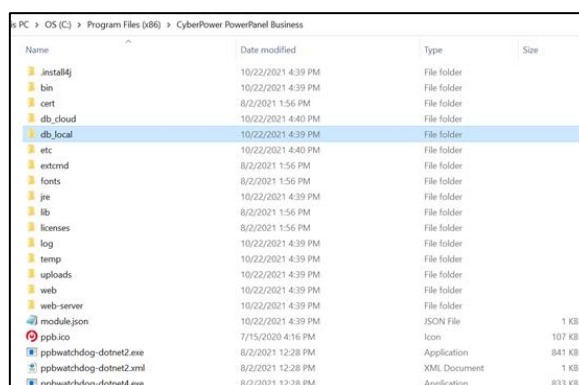 is PC > OS (C:) > Program Files (x86) > CyberPower PowerPanel Business
Name Date modified Type Size
.install4j 10/22/2021 4:39 PM File folder
bin 10/22/2021 4:39 PM File folder
cert 8/2/2021 1:56 PM File folder
db_cloud 10/22/2021 4:40 PM File folder
db_local 10/22/2021 4:39 PM File folder
etc 10/22/2021 4:40 PM File folder
extcmd 8/2/2021 1:56 PM File folder
fonts 8/2/2021 1:56 PM File folder
jre 10/22/2021 4:39 PM File folder
lib 8/2/2021 1:56 PM File folder
licenses 8/2/2021 1:56 PM File folder
log 10/22/2021 4:39 PM File folder
temp 10/22/2021 4:39 PM File folder
uploads 10/22/2021 4:39 PM File folder
web 10/22/2021 4:39 PM File folder
web-server 10/22/2021 4:39 PM File folder
module.json 10/22/2021 4:39 PM JSON File 1 KB
ppb.ico 7/15/2020 4:16 PM Icon 107 KB
ppbwatchdog-dotnet2.exe 8/2/2021 12:28 PM Application 841 KB
ppbwatchdog-dotnet2.xml 8/2/2021 12:28 PM XML Document 1 KB
ppbwatchdog-dotnet4.exe 8/2/2021 12:28 PM Application 833 KB